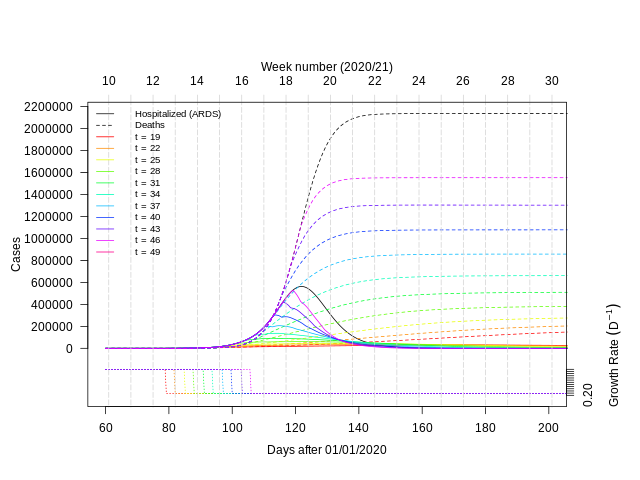 Week number (2020/21)
10 12 14 16 18 20 22 24 26 28 30
2200000
2000000
1800000
1600000
1400000
1200000
1000000
800000
600000
400000
200000
0
Cases
Hospitalized (ARDS)
Deaths
t = 19
t = 22
t = 25
t = 28
t = 31
t = 34
t = 37
t = 40
t = 43
t = 46
t = 49
0.20
Growth Rate (D⁻¹)
60 80 100 120 140 160 180 200
Days after 01/01/2020